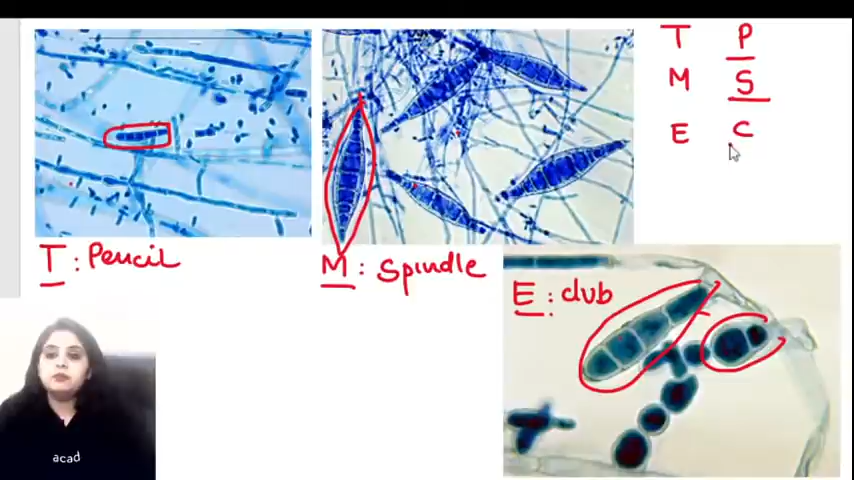 T P
M S
E C
T : Pencil
M : Spindle
E : club
acad